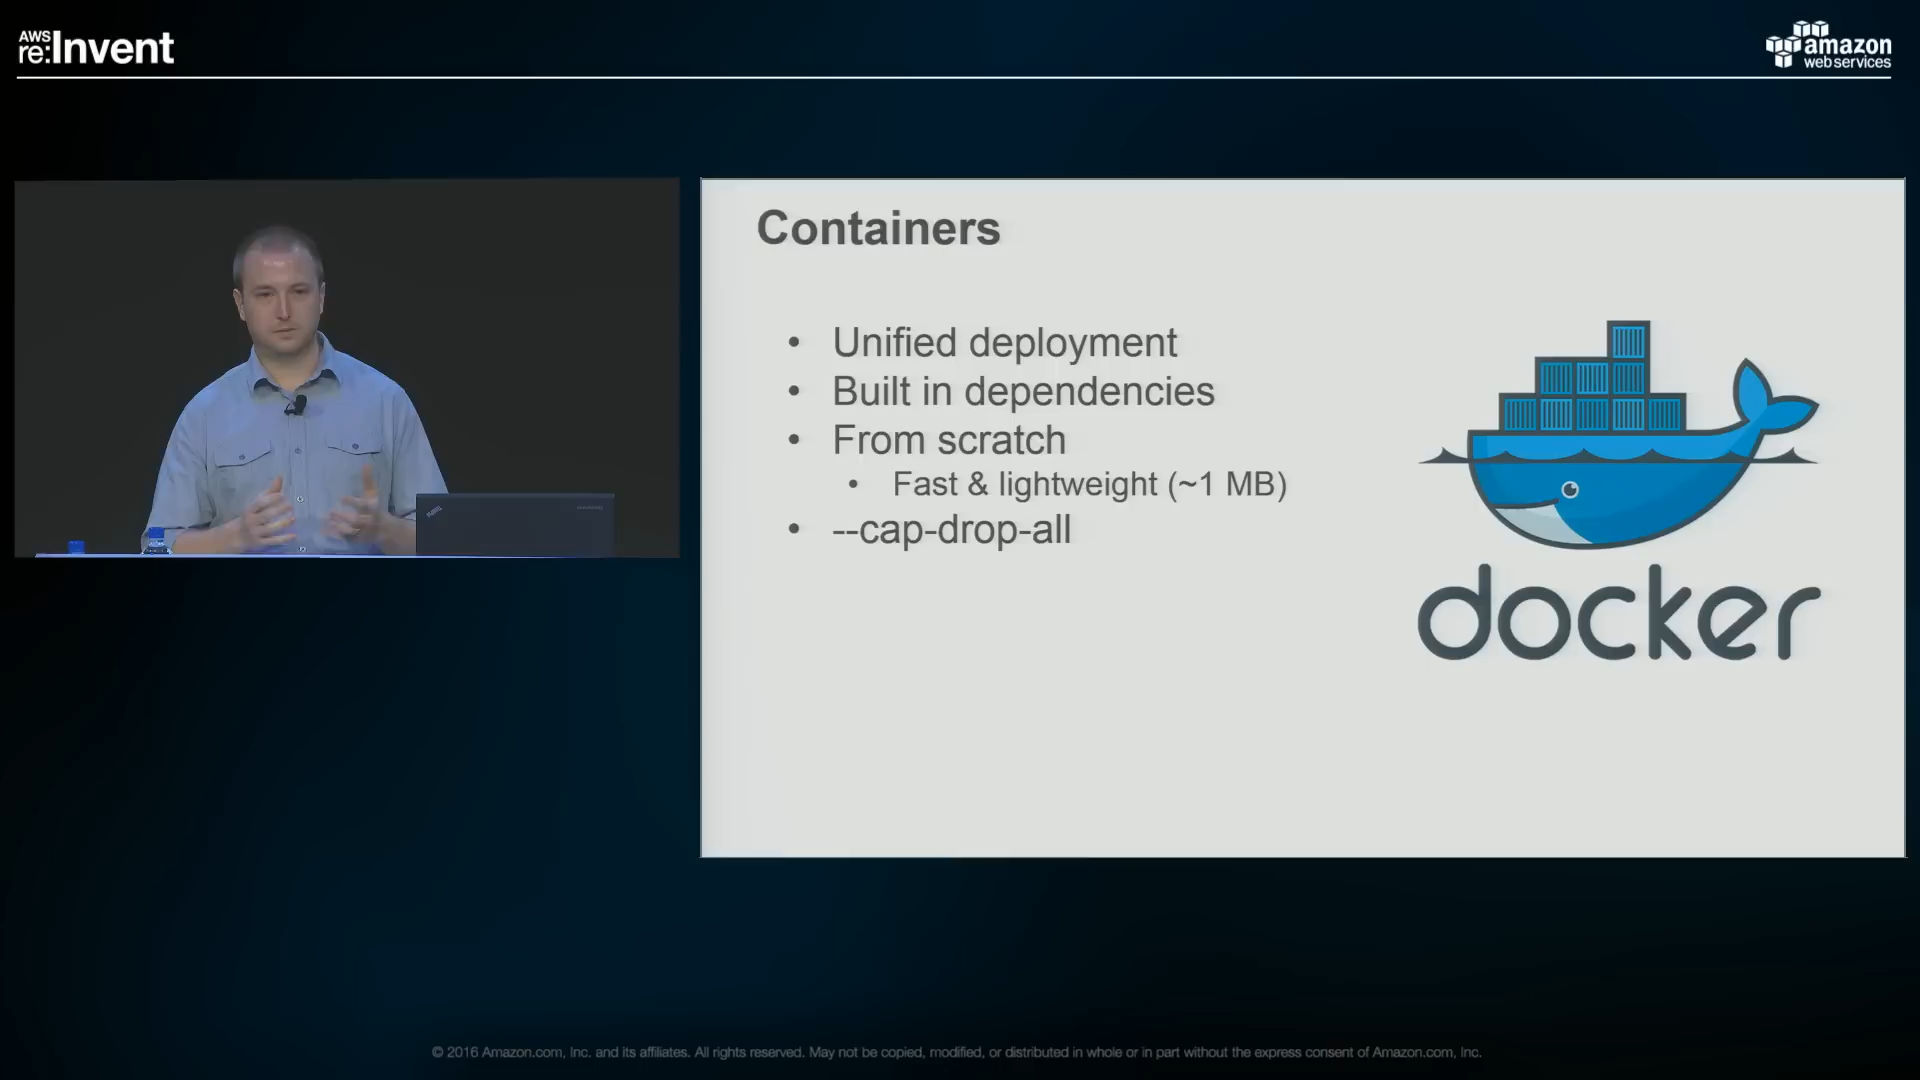 AWS
re:Invent
amazon
web services
Containers
• Unified deployment
• Built in dependencies
• From scratch
• Fast & lightweight (~1 MB)
• --cap-drop-all
docker
© 2016 Amazon.com, Inc. and its affiliates. All rights reserved. May not be copied, modified, or distributed in whole or in part without the express consent of Amazon.com, Inc.